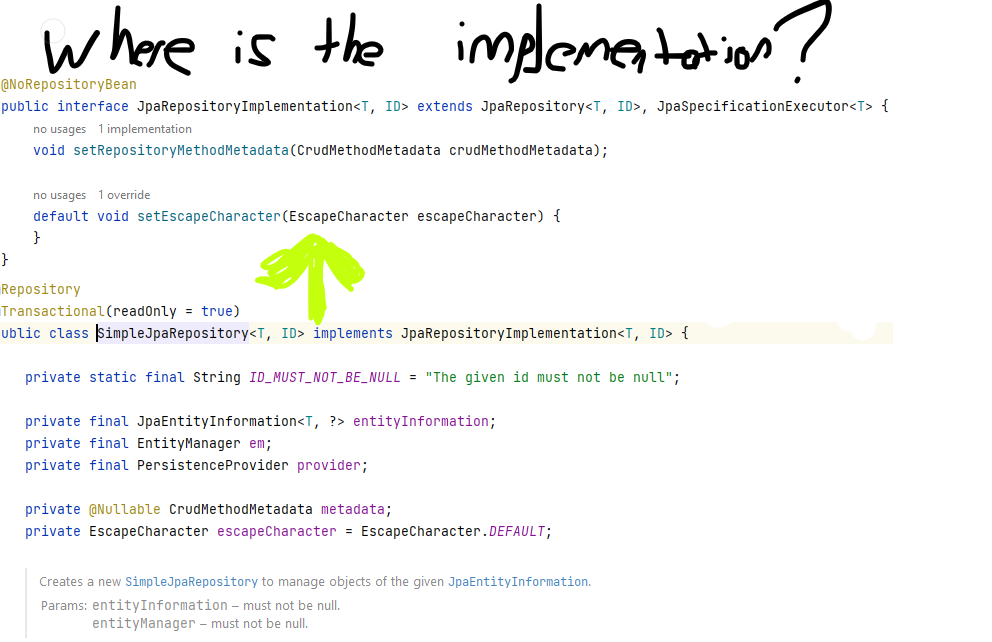 Where is the implementation?
@NoRepositoryBean
public interface JpaRepositoryImplementation<T, ID> extends JpaRepository<T, ID>, JpaSpecificationExecutor<T> {
no usages 1 implementation
void setRepositoryMethodMetadata(CrudMethodMetadata crudMethodMetadata);
no usages 1 override
default void setEscapeCharacter(EscapeCharacter escapeCharacter) {
}
}
Repository
Transactional(readOnly = true)
ublic class SimpleJpaRepository<T, ID> implements JpaRepositoryImplementation<T, ID> {
private static final String ID_MUST_NOT_BE_NULL = "The given id must not be null";
private final JpaEntityInformation<T, ?> entityInformation;
private final EntityManager em;
private final PersistenceProvider provider;
private @Nullable CrudMethodMetadata metadata;
private EscapeCharacter escapeCharacter = EscapeCharacter.DEFAULT;
Creates a new SimpleJpaRepository to manage objects of the given JpaEntityInformation.
Params: entityInformation – must not be null.
entityManager – must not be null.